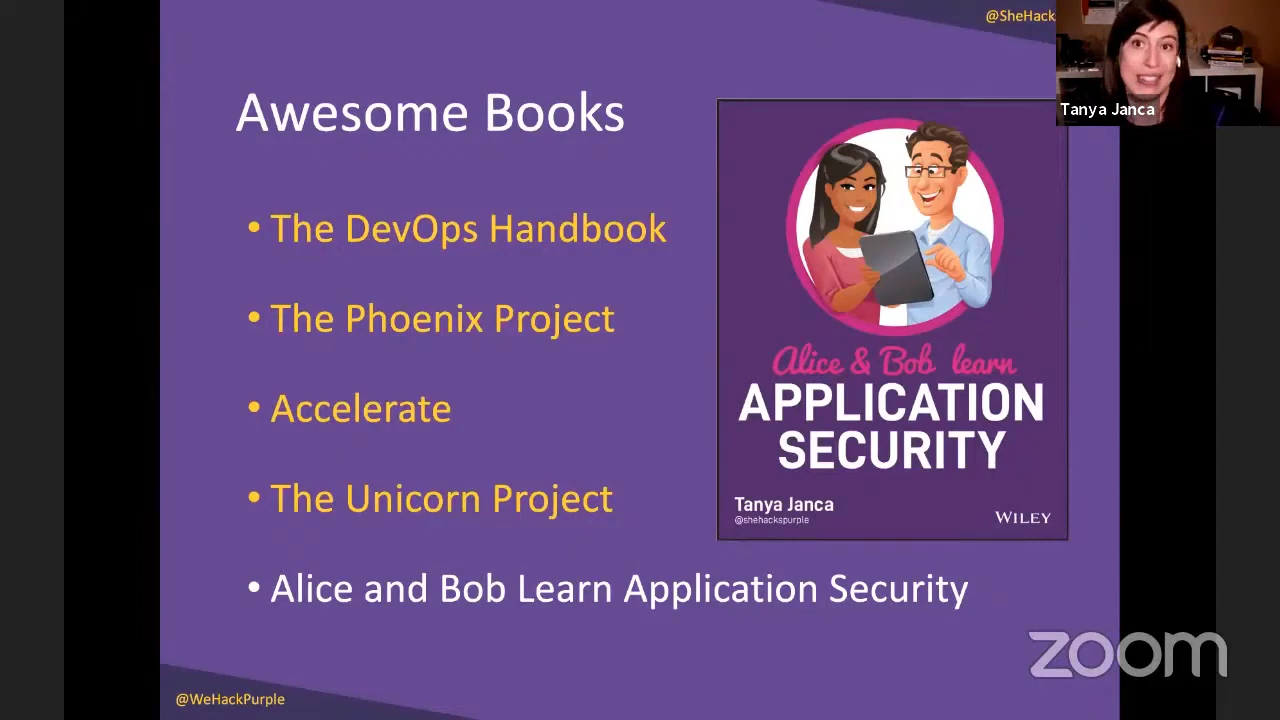 @SheHack
Tanya Janca
Awesome Books
• The DevOps Handbook
• The Phoenix Project
• Accelerate
• The Unicorn Project
• Alice and Bob Learn Application Security
Alice & Bob learn
APPLICATION
SECURITY
Tanya Janca
@shehackspurple
WILEY
zoom
@WeHackPurple